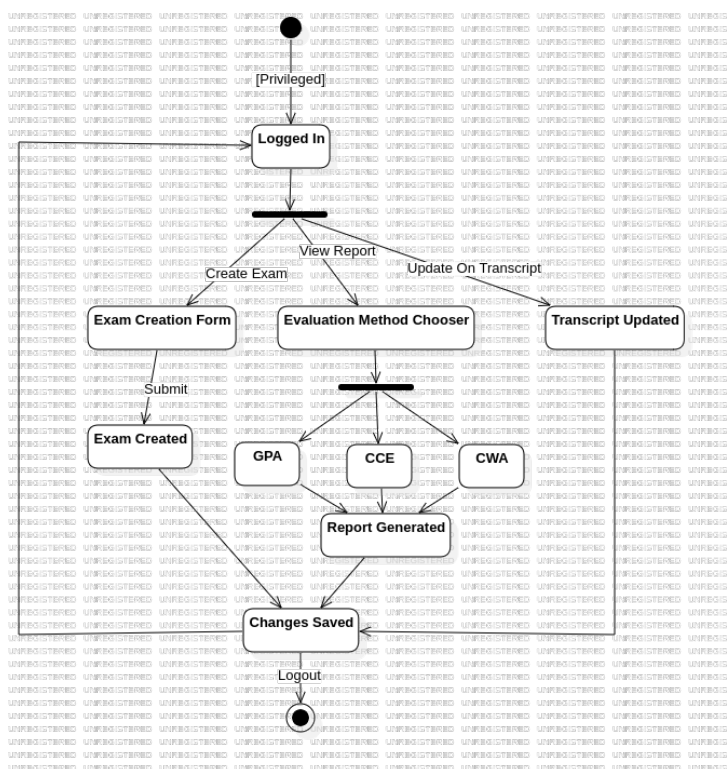 [Privileged]
Logged In
View Report
Create Exam
Update On Transcript
Exam Creation Form
Evaluation Method Chooser
Transcript Updated
Submit
Exam Created
GPA
CCE
CWA
Report Generated
Changes Saved
Logout